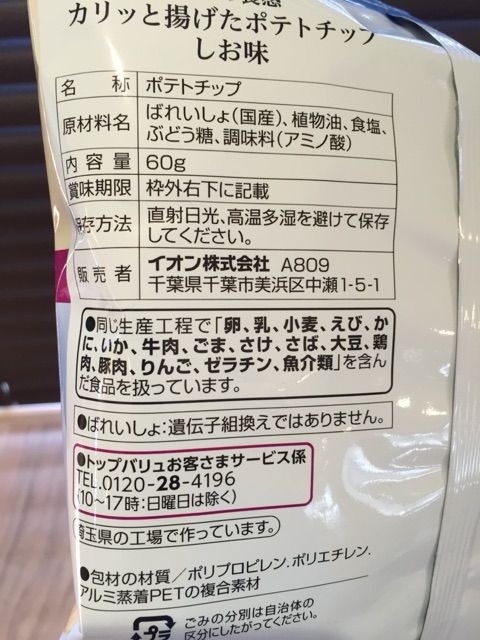 食感
カリッと揚げたポテトチップ
しお味
名 称 ポテトチップ
原材料名 ばれいしょ(国産)、植物油、食塩、
ぶどう糖、調味料(アミノ酸)
内容量 60g
賞味期限 枠外右下に記載
保存方法 直射日光、高温多湿を避けて保存
してください。
販売者 イオン株式会社 A809
千葉県千葉市美浜区中瀬1-5-1
●同じ生産工程で「卵、乳、小麦、えび、か
に、いか、牛肉、ごま、さけ、さば、大豆、鶏
肉、豚肉、りんご、ゼラチン、魚介類」を含ん
だ食品を扱っています。
●ばれいしょ:遺伝子組換えではありません。
●トップバリュお客さまサービス係
TEL.0120-28-4196
(10〜17時:日曜日は除く)
埼玉県の工場で作っています。
●包材の材質/ポリプロピレン.ポリエチレン.
アルミ蒸着PETの複合素材
プラ
ごみの分別は自治体の
区分にしたがってください。